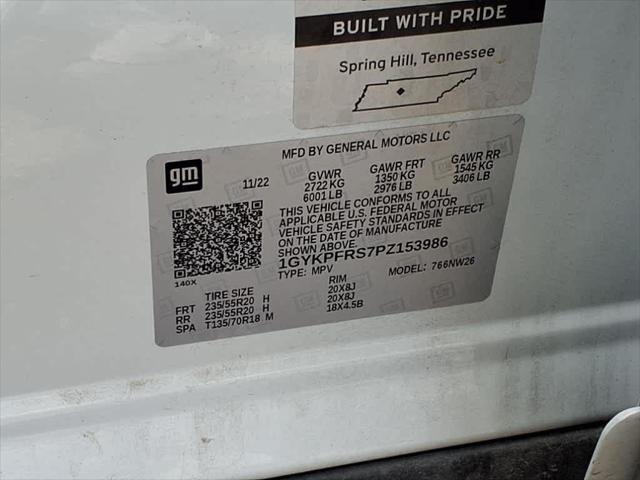 BUILT WITH PRIDE
Spring Hill, Tennessee
MFD BY GENERAL MOTORS LLC
gm
11/22
GVWR
2722 KG
6001 LB
GAWR FRT
1350 KG
2976 LB
GAWR RR
1545 KG
3406 LB
THIS VEHICLE CONFORMS TO ALL
APPLICABLE U.S. FEDERAL MOTOR
VEHICLE SAFETY STANDARDS IN EFFECT
ON THE DATE OF MANUFACTURE
SHOWN ABOVE.
1GYKPFRS7PZ153986
TYPE: MPV
MODEL: 766NW26
140X
TIRE SIZE
RIM
FRT 235/55R20 H 20X8J
RR 235/55R20 H 20X8J
SPA T135/70R18 M 18X4.5B